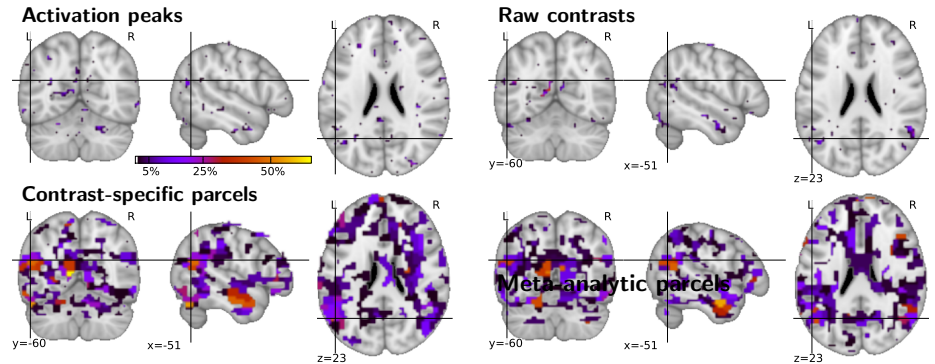 Activation peaks
L R L R
5% 25% 50%
Raw contrasts
L R L R
y=-60 x=-51 z=23
Contrast-specific parcels
L R L R
y=-60 x=-51 z=23
Meta-analytic parcels
L R L R
y=-60 x=-51 z=23